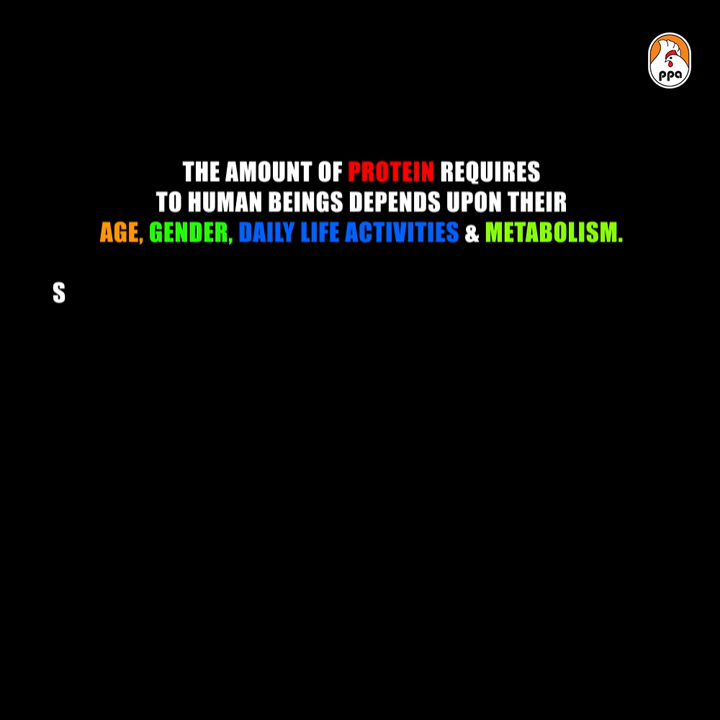 ppa
THE AMOUNT OF PROTEIN REQUIRES
TO HUMAN BEINGS DEPENDS UPON THEIR
AGE, GENDER, DAILY LIFE ACTIVITIES & METABOLISM.
S